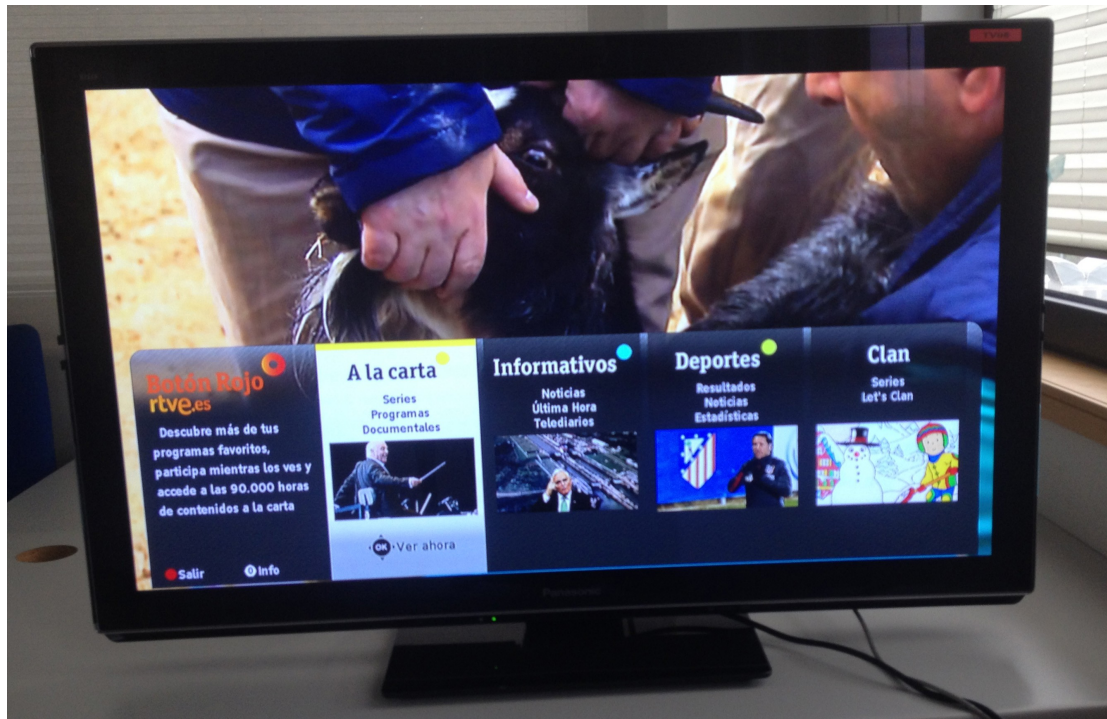 Botón Rojo
rtve.es
Descubre más de tus
programas favoritos,
participa mientras los ves y
accede a las 90.000 horas
de contenidos a la carta
Salir
0 Info
A la carta
Series
Programas
Documentales
OK Ver ahora
Informativos
Noticias
Última Hora
Telediarios
Deportes
Resultados
Noticias
Estadísticas
Clan
Series
Let's Clan
Panasonic